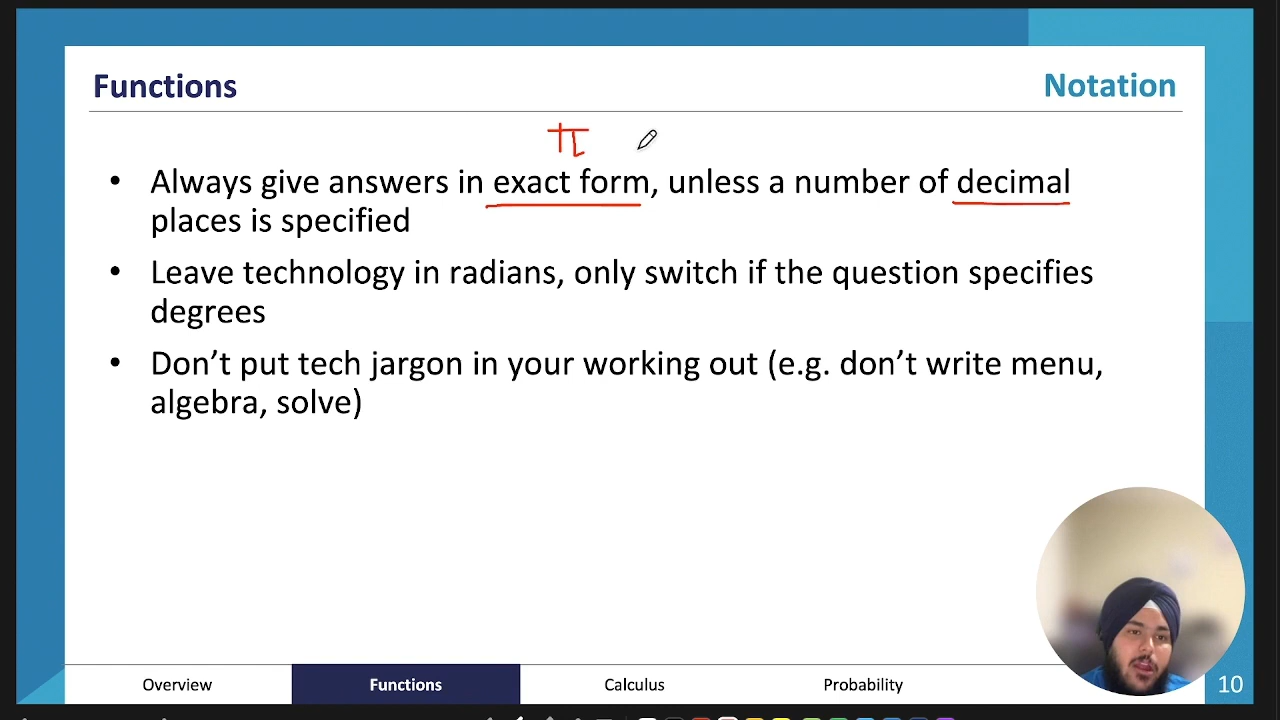 Functions
Notation
π
• Always give answers in exact form, unless a number of decimal
places is specified
• Leave technology in radians, only switch if the question specifies
degrees
• Don’t put tech jargon in your working out (e.g. don’t write menu,
algebra, solve)
Overview
Functions
Calculus
Probability
10